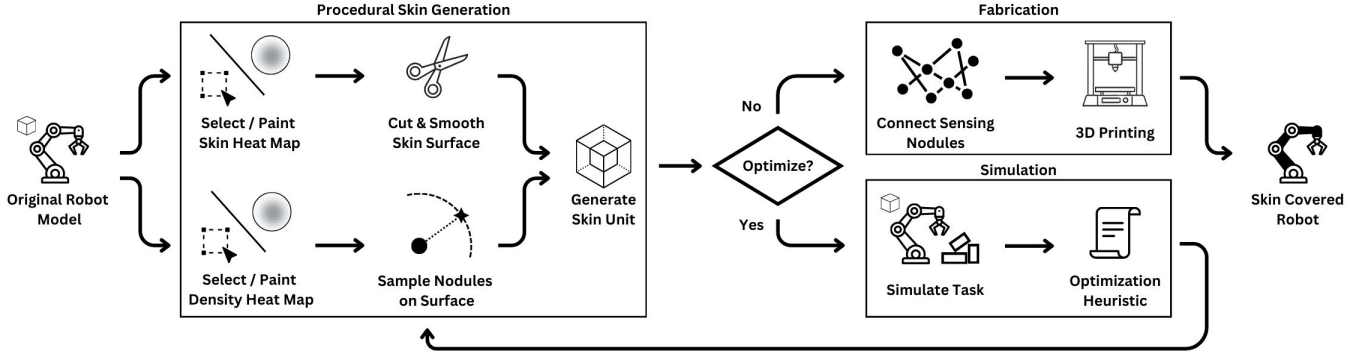 Procedural Skin Generation
Original Robot
Model
Select / Paint
Skin Heat Map
Cut & Smooth
Skin Surface
Select / Paint
Density Heat Map
Sample Nodules
on Surface
Generate
Skin Unit
Optimize?
No
Yes
Fabrication
Connect Sensing
Nodules
3D Printing
Simulation
Simulate Task
Optimization
Heuristic
Skin Covered
Robot